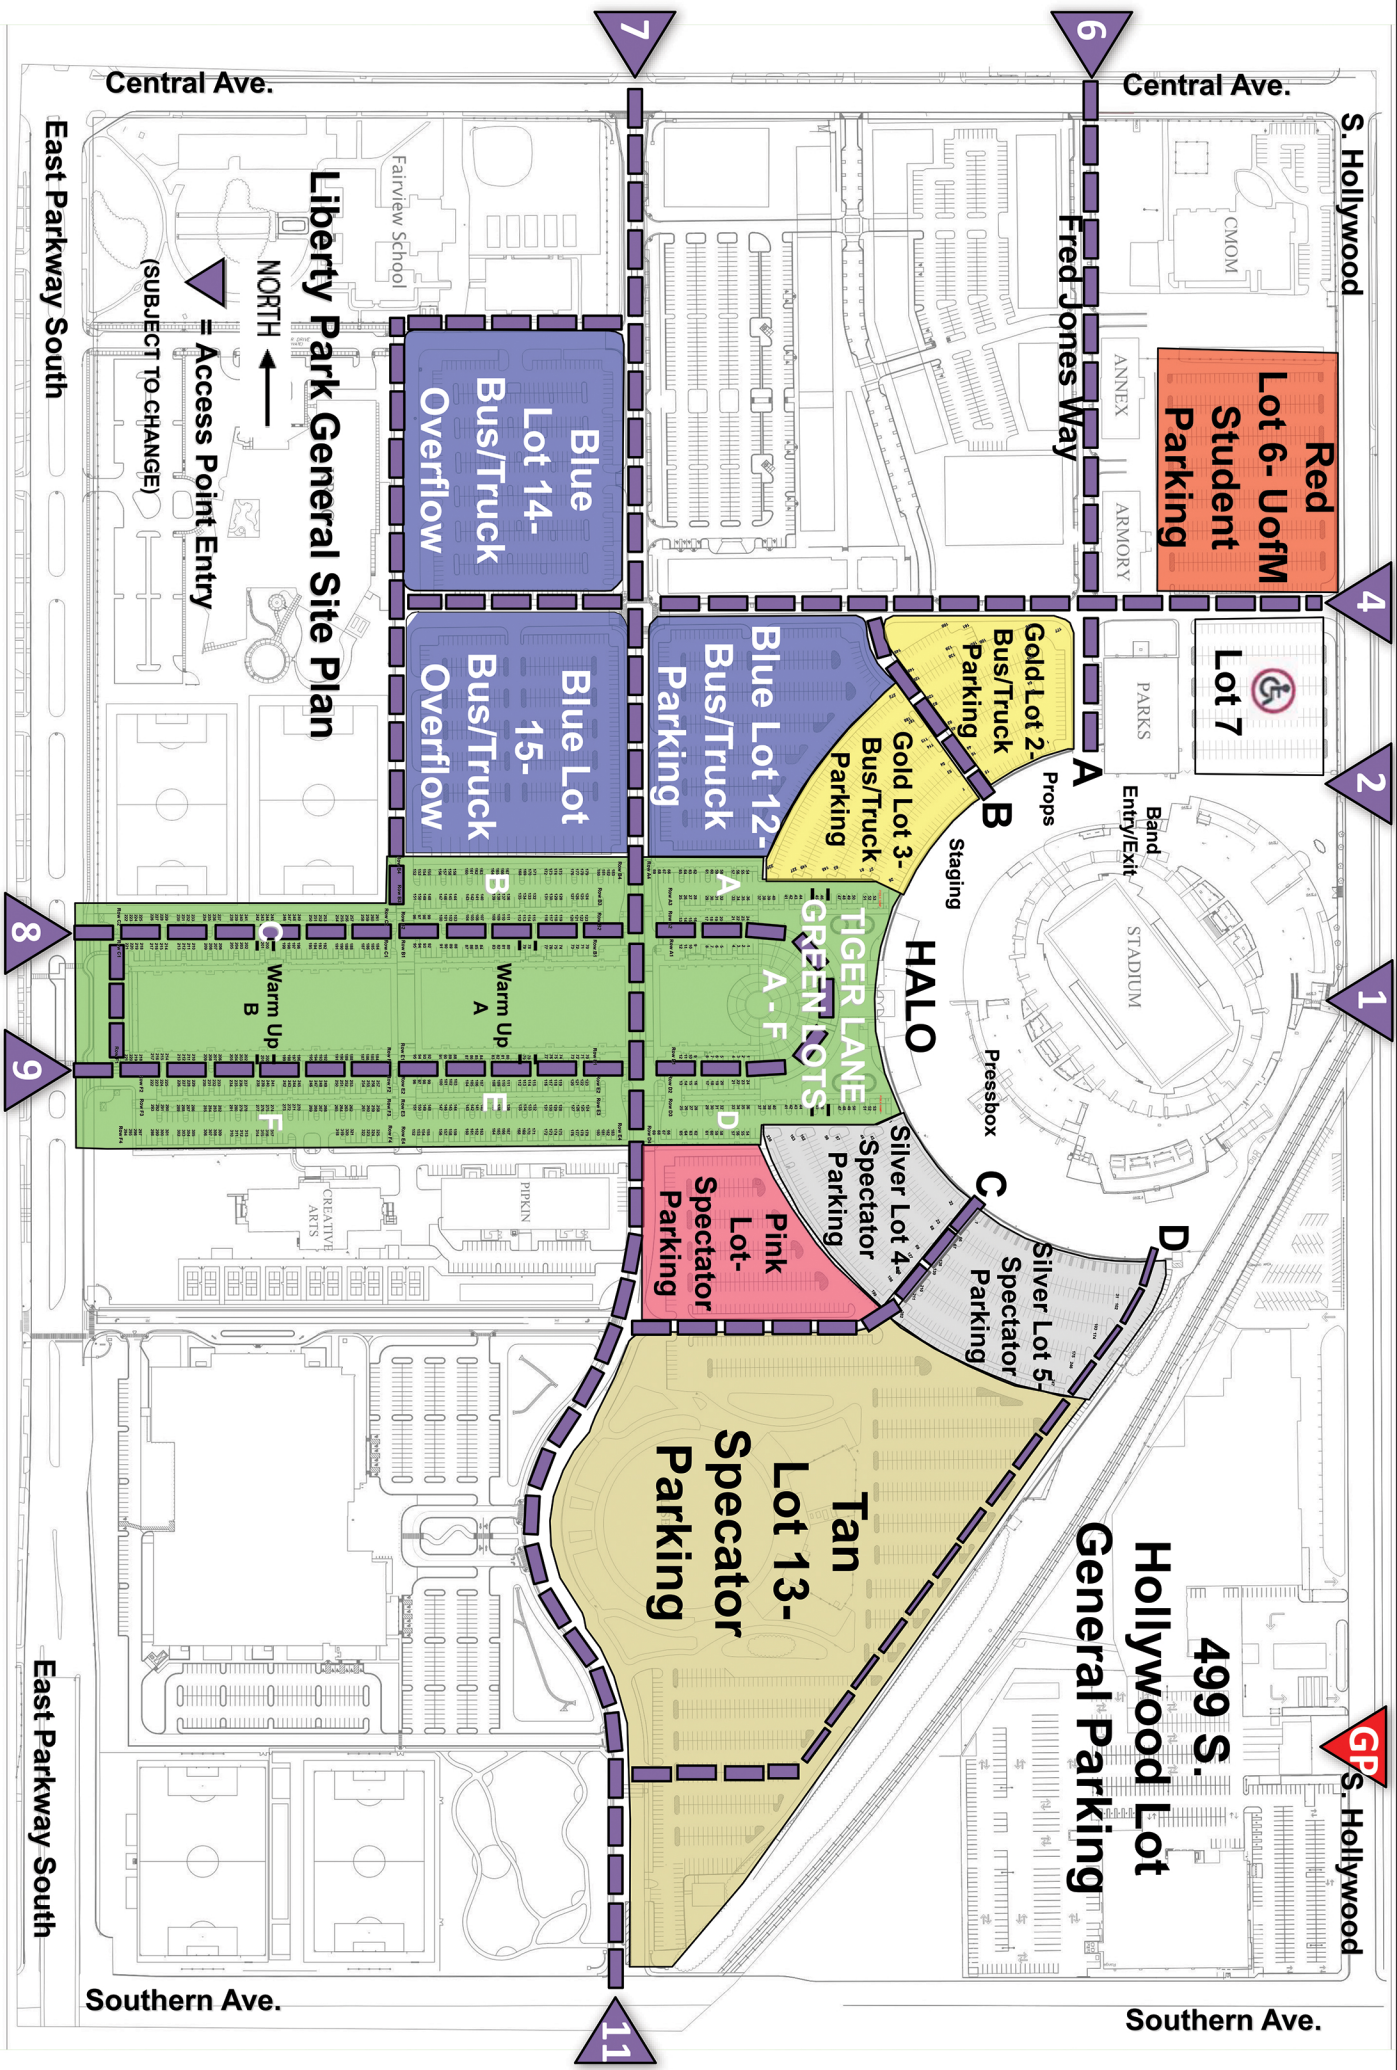 7
6
Central Ave.
Central Ave.
S. Hollywood
East Parkway South
Fairview School
CMOM
Fred Jones Way
Liberty Park General Site Plan
NORTH
= Access Point Entry
(SUBJECT TO CHANGE)
ANNEX
ARMORY
Red
Lot 6- UofM
Student
Parking
4
Blue
Lot 14-
Bus/Truck
Overflow
Blue Lot
15-
Bus/Truck
Overflow
Blue Lot 12-
Bus/Truck
Parking
Gold Lot 2-
Bus/Truck
Parking
Gold Lot 3-
Bus/Truck
Parking
PARKS
Lot 7
2
A
B
Props
Staging
Band
Entry/Exit
STADIUM
1
HALO
Pressbox
8
9
TIGER LANE
GREEN LOTS
A - F
A
B
C
D
E
F
Warm Up
A
Warm Up
B
C
D
Silver Lot 4-
Spectator
Parking
Silver Lot 5-
Spectator
Parking
Pink
Lot-
Spectator
Parking
PIPKIN
CREATIVE
ARTS
Tan
Lot 13-
Specator
Parking
499 S.
Hollywood Lot
General Parking
GP
S. Hollywood
East Parkway South
Southern Ave.
Southern Ave.
11